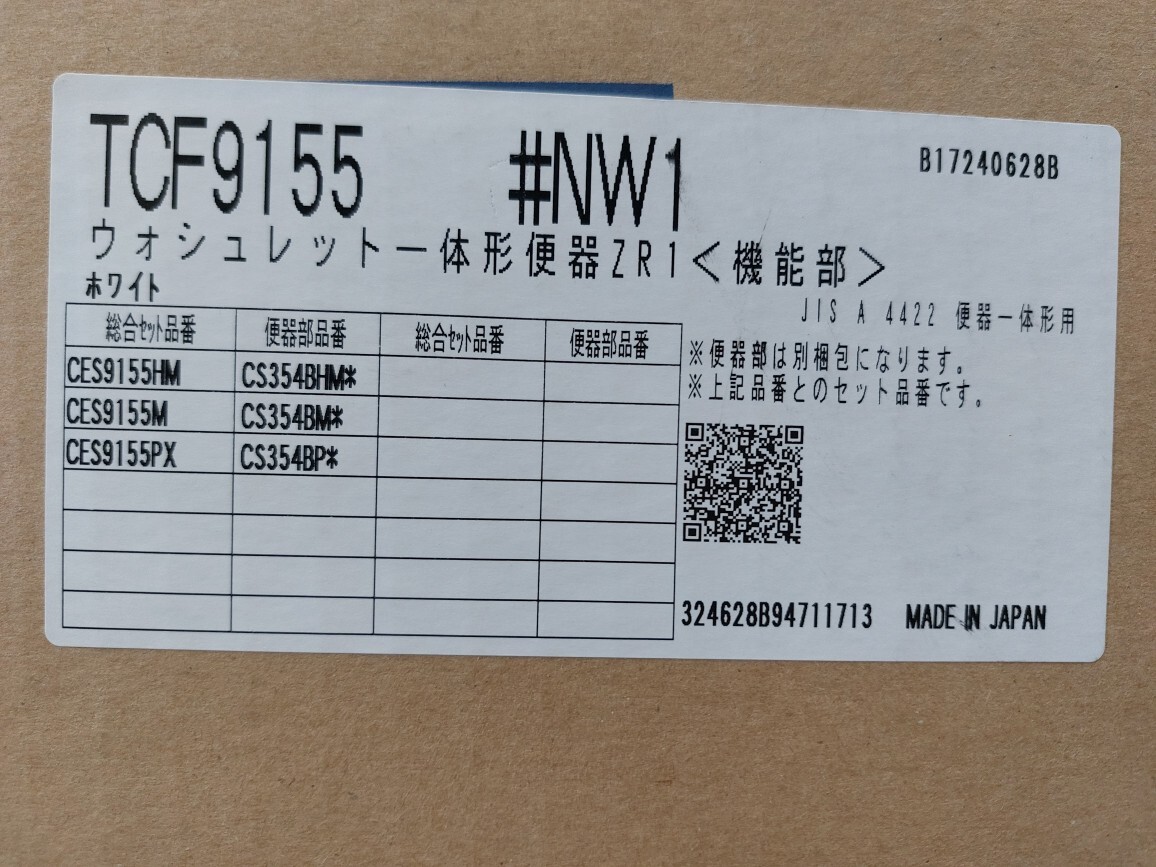 TCF9155 #NW1 B17240628B
ウォシュレット一体形便器ZR1<機能部>
ホワイト
JIS A 4422 便器一体形用
総合セット品番 便器部品番 総合セット品番 便器部品番
CES9155HM CS354BHM*
CES9155M CS354BM*
CES9155PX CS354BP*
※便器部は別梱包になります。
※上記品番とのセット品番です。
324628B94711713 MADE IN JAPAN